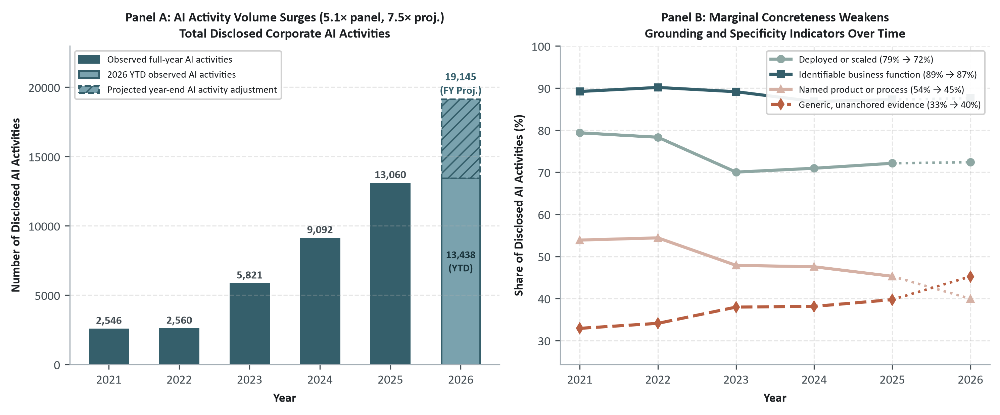 Panel A: AI Activity Volume Surges (5.1× panel, 7.5× proj.)
Total Disclosed Corporate AI Activities
Observed full-year AI activities
2026 YTD observed AI activities
Projected year-end AI activity adjustment
Number of Disclosed AI Activities
20000
15000
10000
5000
0
2,546
2,560
5,821
9,092
13,060
19,145
(FY Proj.)
13,438
(YTD)
2021
2022
2023
2024
2025
2026
Year
Panel B: Marginal Concreteness Weakens
Grounding and Specificity Indicators Over Time
Deployed or scaled (79% → 72%)
Identifiable business function (89% → 87%)
Named product or process (54% → 45%)
Generic, unanchored evidence (33% → 40%)
Share of Disclosed AI Activities (%)
100
90
80
70
60
50
40
30
2021
2022
2023
2024
2025
2026
Year